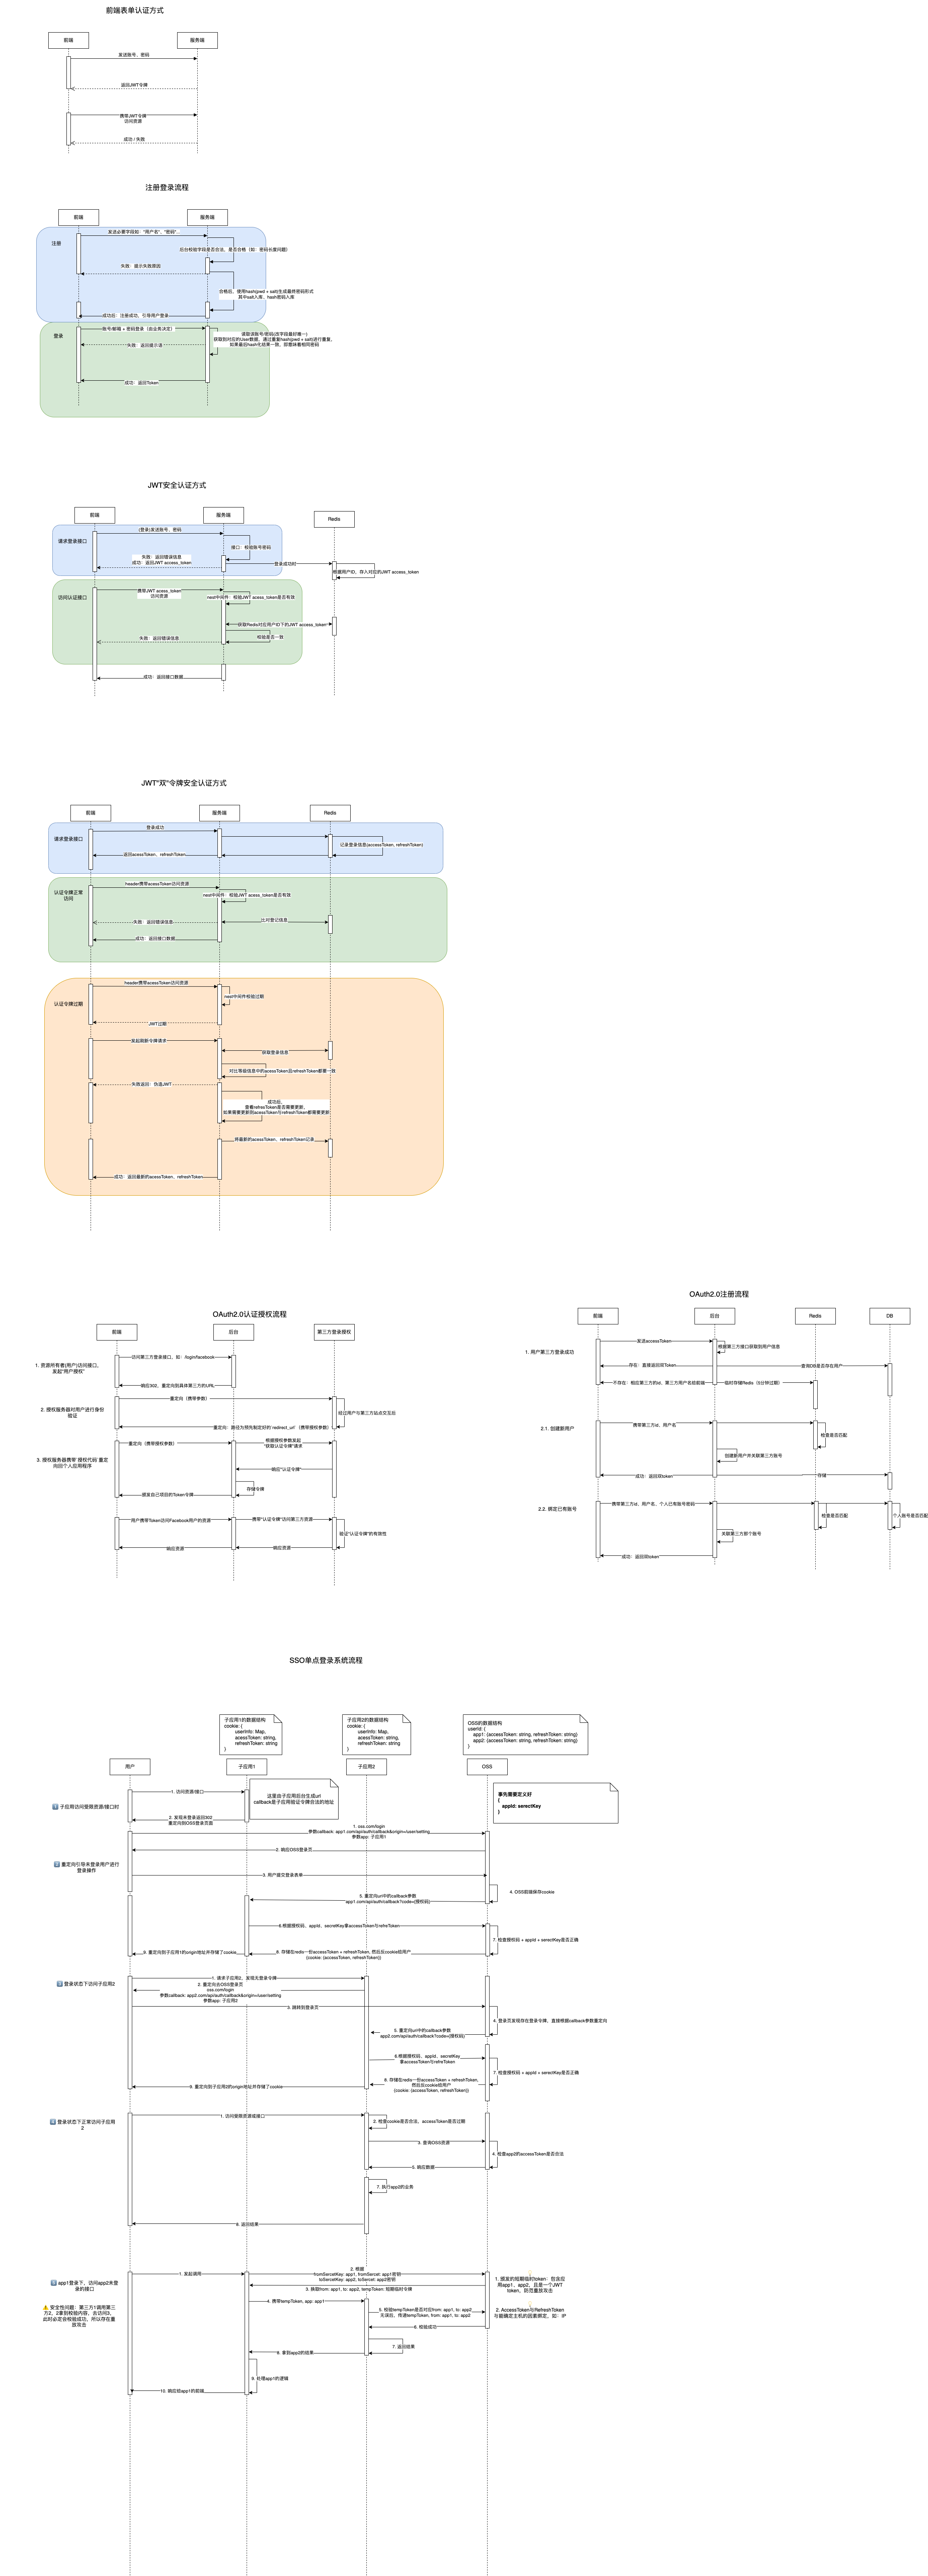 前端表单认证方式
前端
服务端
发送账号、密码
返回JWT令牌
携带JWT令牌
访问资源
成功 / 失败
注册登录流程
前端
服务端
注册
发送必要字段如："用户名"、"密码"...
后台校验字段是否合法、是否合格（如：密码长度问题）
失败：提示失败原因
合格后，使用hash(pwd + salt)生成最终密码形式
其中salt入库、hash密码入库
成功后：注册成功，引导用户登录
登录
账号/邮箱 + 密码登录（由业务决定）
读取该账号/密码(改字段最好唯一)
获取到对应的User数据，通过重复hash(pwd + salt)进行重复，
如果最后hash化结果一致，即意味着相同密码
失败：返回提示语
成功：返回Token
JWT安全认证方式
前端
服务端
Redis
请求登录接口
(登录)发送账号、密码
接口：校验账号密码
失败：返回错误信息
成功：返回JWT access_token
登录成功时
根据用户ID，存入对应的JWT access_token
访问认证接口
携带JWT acess_token
访问资源
nest中间件：校验JWT acess_token是否有效
获取Redis对应用户ID下的JWT access_token
校验是否一致
失败：返回错误信息
成功：返回接口数据
JWT"双"令牌安全认证方式
前端
服务端
Redis
请求登录接口
登录成功
记录登录信息(accessToken, refreshToken)
返回acessToken、refreshToken
认证令牌正常
访问
header携带acessToken访问资源
nest中间件：校验JWT acess_token是否有效
失败：返回错误信息
比对登记信息
成功：返回接口数据
认证令牌过期
header携带acessToken访问资源
nest中间件校验过期
JWT过期
发起刷新令牌请求
获取登录信息
对比等级信息中的acessToken且refreshToken都要一致
失败返回：伪造JWT
成功后，
查看refresToken是否需要更新，
如果需要更新则acessToken与refreshToken都需要更新
将最新的acessToken、refreshToken记录
成功：返回最新的acessToken、refreshToken
OAuth2.0认证授权流程
前端
后台
第三方登录授权
1. 资源所有者(用户)访问接口，
发起"用户授权"
访问第三方登录接口，如：/login/facebook
响应302，重定向到具体第三方的URL
2. 授权服务器对用户进行身份
验证
重定向（携带参数）
经过用户与第三方站点交互后
重定向：路径为预先制定好的`redirect_url`（携带授权参数）
3. 授权服务器携带`授权代码`重定
向回个人应用程序
重定向（携带授权参数）
根据授权参数发起
"获取认证令牌"请求
响应"认证令牌"
存储令牌
颁发自己项目的Token令牌
用户携带Token访问Facebook用户的资源
携带"认证令牌"访问第三方资源
验证"认证令牌"的有效性
响应资源
响应资源
OAuth2.0注册流程
前端
后台
Redis
DB
1. 用户第三方登录成功
发送accessToken
根据第三方接口获取到用户信息
存在：直接返回双Token
查询DB是否存在用户
不存在：相应第三方的id、第三方用户名给前端
临时存储Redis（5分钟过期）
2.1. 创建新用户
携带第三方id、用户名
检查是否匹配
创建新用户并关联第三方账号
成功：返回双token
存储
2.2. 绑定已有账号
携带第三方id、用户名、个人已有账号密码
检查是否匹配
个人账号是否匹配
关联第三方那个账号
成功：返回双token
SSO单点登录系统流程
子应用1的数据结构
cookie: {
userInfo: Map,
acessToken: string,
refreshToken: string
}
子应用2的数据结构
cookie: {
userInfo: Map,
acessToken: string,
refreshToken: string
}
OSS的数据结构
userId: {
app1: {accessToken: string, refreshToken: string}
app2: {accessToken: string, refreshToken: string}
}
用户
子应用1
子应用2
OSS
1️⃣ 子应用访问受限资源/接口时
1. 访问资源/接口
这里由子应用后台生成url
callback是子应用验证令牌合法的地址
事先需要定义好
{
appId: serectKey
}
2. 发现未登录返回302
重定向到OSS登录页面
2️⃣ 重定向引导未登录用户进行
登录操作
1. oss.com/login
参数callback: app1.com/api/auth/callback&origin=/user/setting
参数app: 子应用1
2. 响应OSS登录页
3. 用户提交登录表单
4. OSS前端保存cookie
5. 重定向url中的callback参数
app1.com/api/auth/callback?code=[授权码]
6.根据授权码、appId、secretKey拿accessToken与refreToken
7. 检查授权码 + appId + serectKey是否正确
8. 存储在redis一份accessToken + refreshToken, 然后反cookie给用户
{cookie: {accessToken, refreshToken}}
9. 重定向到子应用1的origin地址并存储了cookie
3️⃣ 登录状态下访问子应用2
1. 请求子应用2，发现无登录令牌
2. 重定向去OSS登录页
oss.com/login
参数callback: app2.com/api/auth/callback&origin=/user/setting
参数app: 子应用2
3. 跳转到登录页
4. 登录页发现存在登录令牌，直接根据callback参数重定向
5. 重定向url中的callback参数
app2.com/api/auth/callback?code=[授权码]
6.根据授权码、appId、secretKey
拿accessToken与refreToken
7. 检查授权码 + appId + serectKey是否正确
8. 存储在redis一份accessToken + refreshToken,
然后反cookie给用户
{cookie: {accessToken, refreshToken}}
9. 重定向到子应用2的origin地址并存储了cookie
4️⃣ 登录状态下正常访问子应用
2
1. 访问受限资源或接口
2. 检查cookie是否合法、accessToken是否过期
3. 查询OSS资源
4. 检查app2的accessToken是否合法
5. 响应数据
7. 执行app2的业务
8. 返回结果
5️⃣ app1登录下，访问app2未登
录的接口
1. 发起调用
2. 根据
fromSercetKey: app1, fromSercet: app1密钥
toSercetKey: app2, toSercet: app2密钥
3. 换取from: app1, to: app2, tempToken: 短期临时令牌
1. 颁发的短期临时token：包含应
用app1、app2，且是一个JWT
token，防范重放攻击
⚠️ 安全性问题：第三方1调用第三
方2，2拿到校验内容，去访问3，
此时必定会校验成功，所以存在重
放攻击
4. 携带tempToken, app: app1
5. 检验tempToken是否对应from: app1, to: app2
无误后，传递tempToken, from: app1, to: app2
2. AccessToken与RefreshToken
与能确定主机的因素绑定，如：IP
6. 校验成功
7. 返回结果
8. 拿到app2的结果
9. 处理app1的逻辑
10. 响应给app1的前端